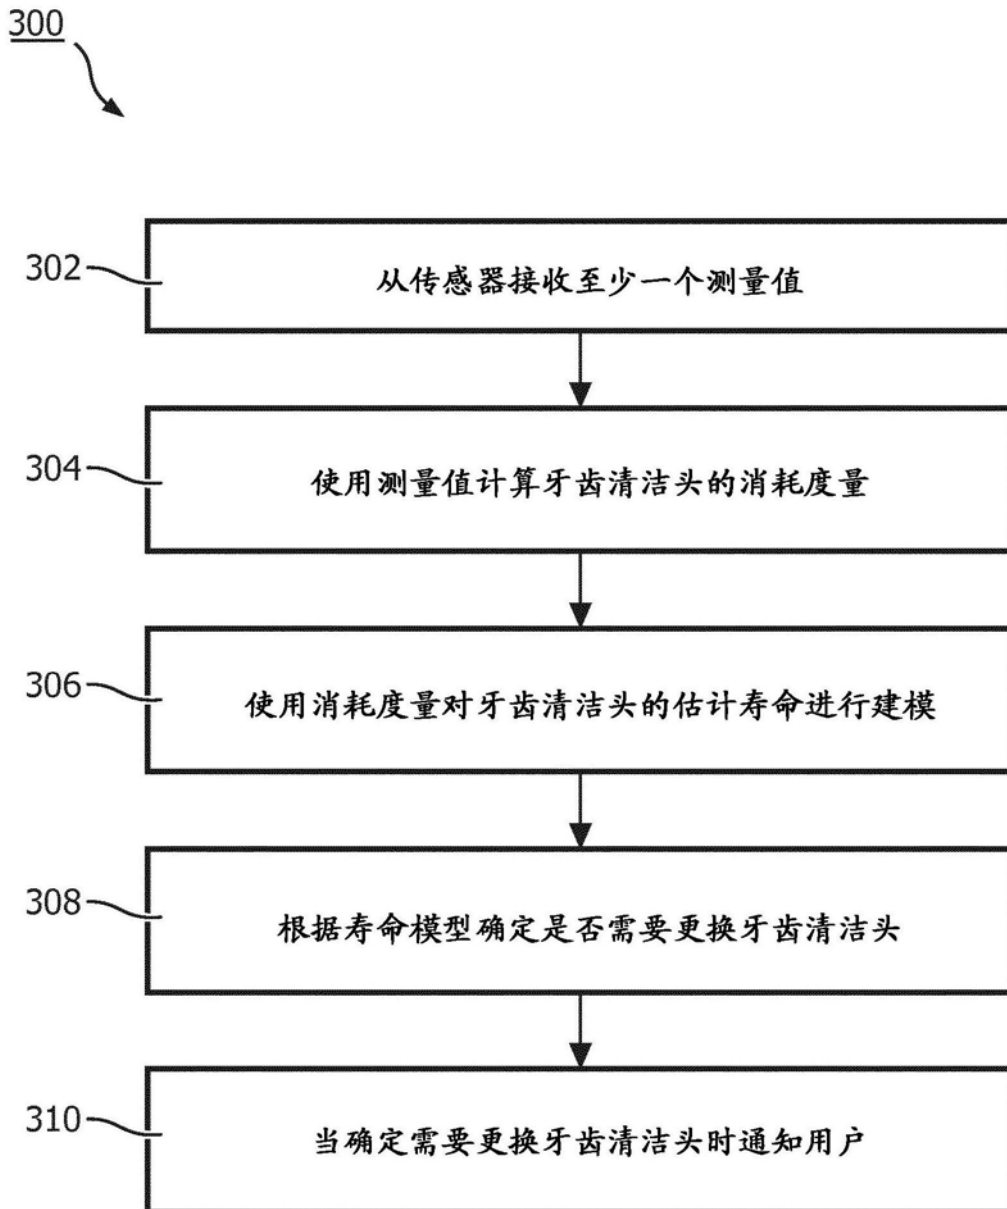 300
302
从传感器接收至少一个测量值
304
使用测量值计算牙齿清洁头的消耗度量
306
使用消耗度量对牙齿清洁头的估计寿命进行建模
308
根据寿命模型确定是否需要更换牙齿清洁头
310
当确定需要更换牙齿清洁头时通知用户